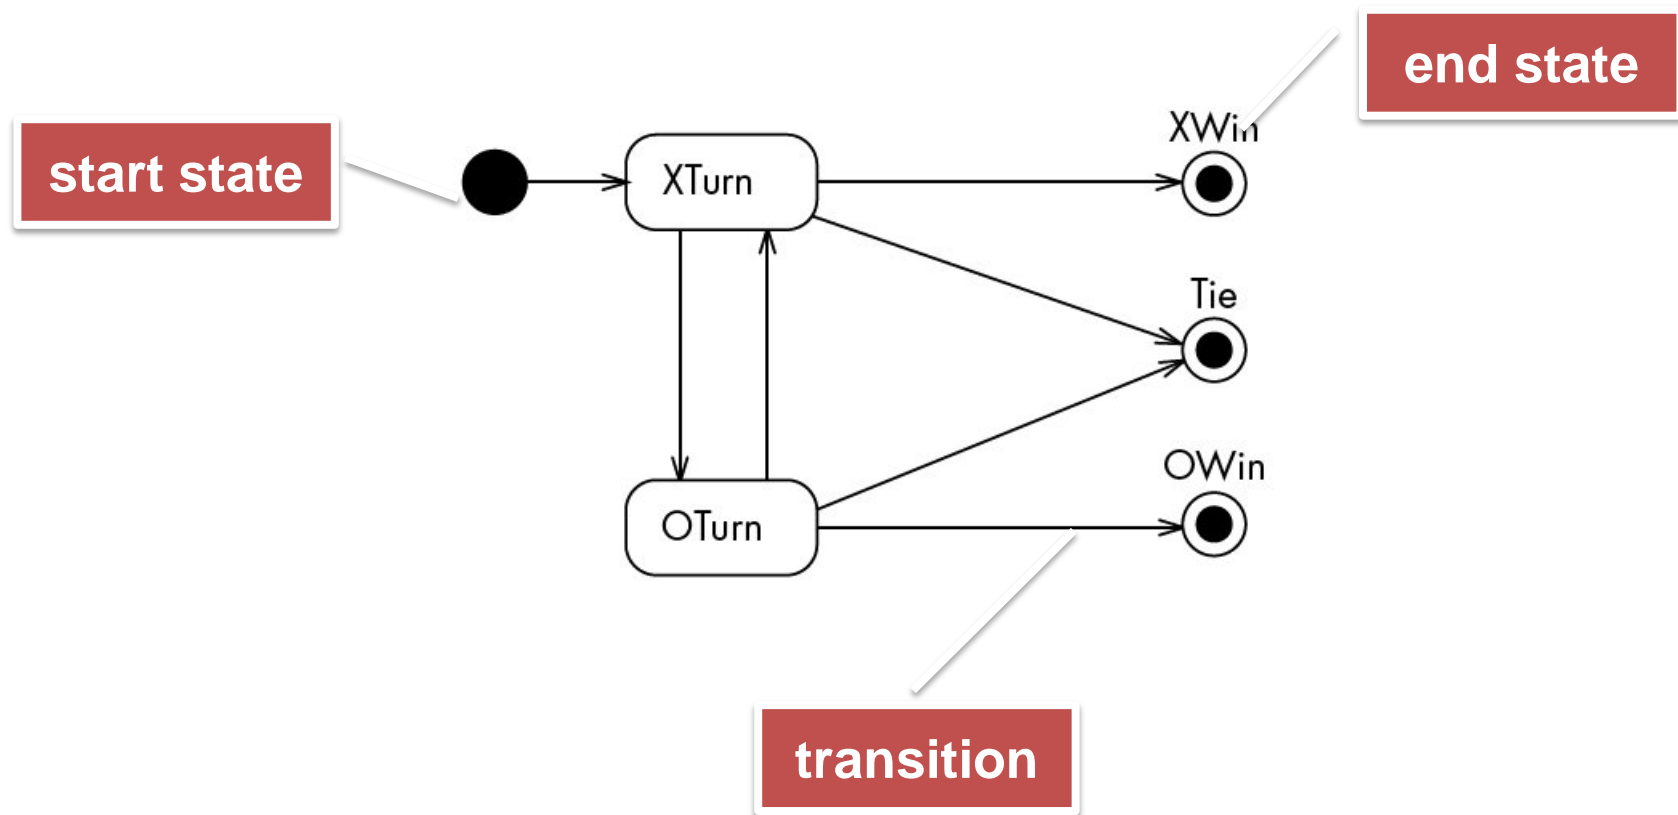 end state
XWin
start state
XTurn
Tie
OWin
OTurn
transition